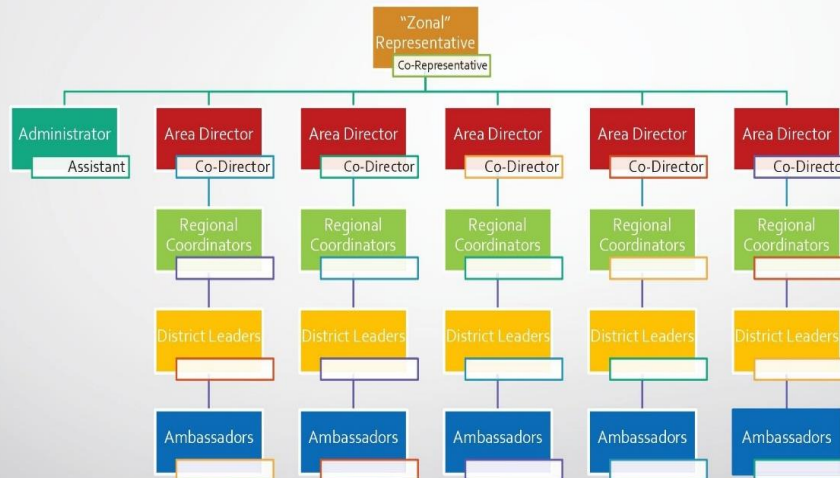 “Zonal”
Representative
Co-Representative
Administrator
Assistant
Area Director
Co-Director
Area Director
Co-Director
Area Director
Co-Director
Area Director
Co-Director
Area Director
Co-Directo
Regional
Coordinators
Regional
Coordinators
Regional
Coordinators
Regional
Coordinators
Regional
Coordinators
District Leaders
District Leaders
District Leaders
District Leaders
District Leaders
Ambassadors
Ambassadors
Ambassadors
Ambassadors
Ambassadors